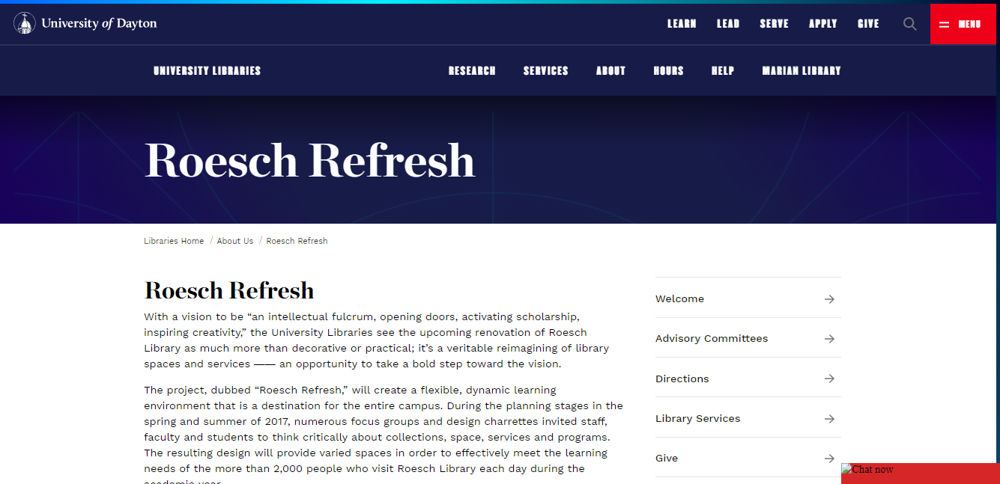 University of Dayton
LEARN LEAD SERVE APPLY GIVE MENU
UNIVERSITY LIBRARIES RESEARCH SERVICES ABOUT HOURS HELP MARIAN LIBRARY
Roesch Refresh
Libraries Home / About Us / Roesch Refresh
Roesch Refresh
With a vision to be “an intellectual fulcrum, opening doors, activating scholarship,
inspiring creativity,” the University Libraries see the upcoming renovation of Roesch
Library as much more than decorative or practical; it’s a veritable reimagining of library
spaces and services —— an opportunity to take a bold step toward the vision.
The project, dubbed “Roesch Refresh,” will create a flexible, dynamic learning
environment that is a destination for the entire campus. During the planning stages in the
spring and summer of 2017, numerous focus groups and design charrettes invited staff,
faculty and students to think critically about collections, space, services and programs.
The resulting design will provide varied spaces in order to effectively meet the learning
needs of the more than 2,000 people who visit Roesch Library each day during the
academic year.
Welcome
Advisory Committees
Directions
Library Services
Give
Chat now